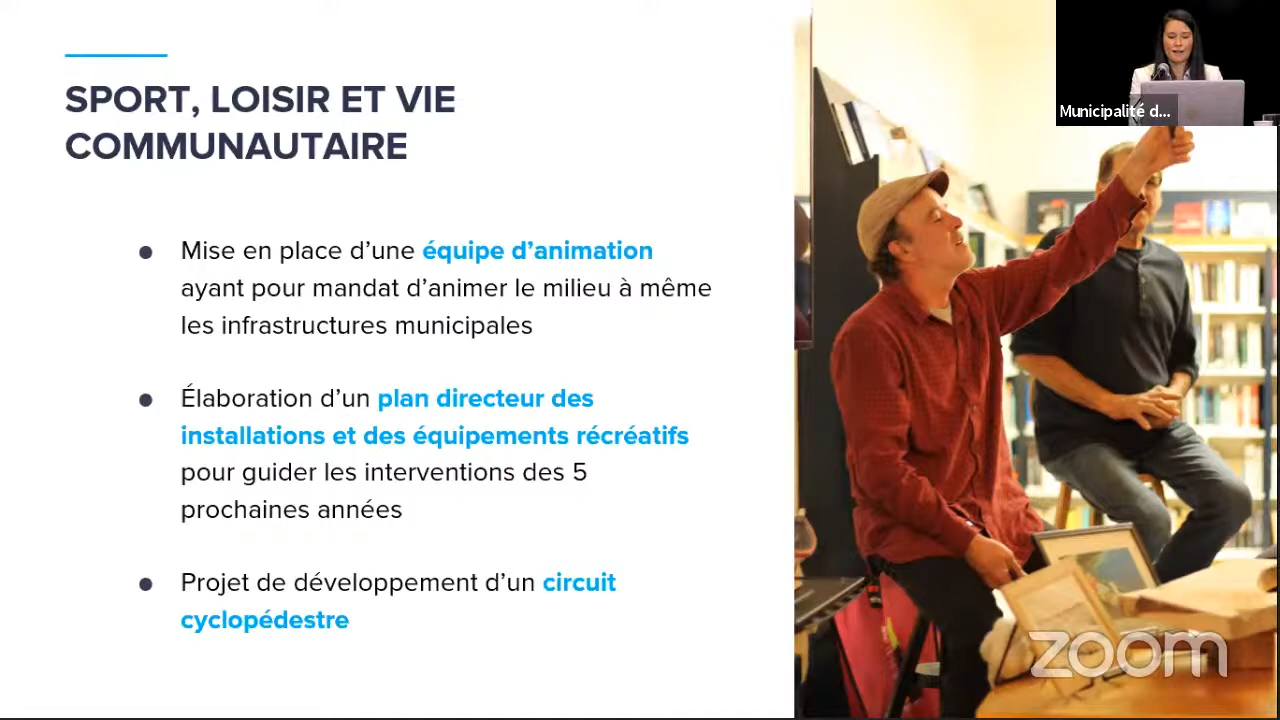 Municipalité d...
SPORT, LOISIR ET VIE
COMMUNAUTAIRE
● Mise en place d’une équipe d’animation
ayant pour mandat d’animer le milieu à même
les infrastructures municipales
● Élaboration d’un plan directeur des
installations et des équipements récréatifs
pour guider les interventions des 5
prochaines années
● Projet de développement d’un circuit
cyclopédestre
zoom